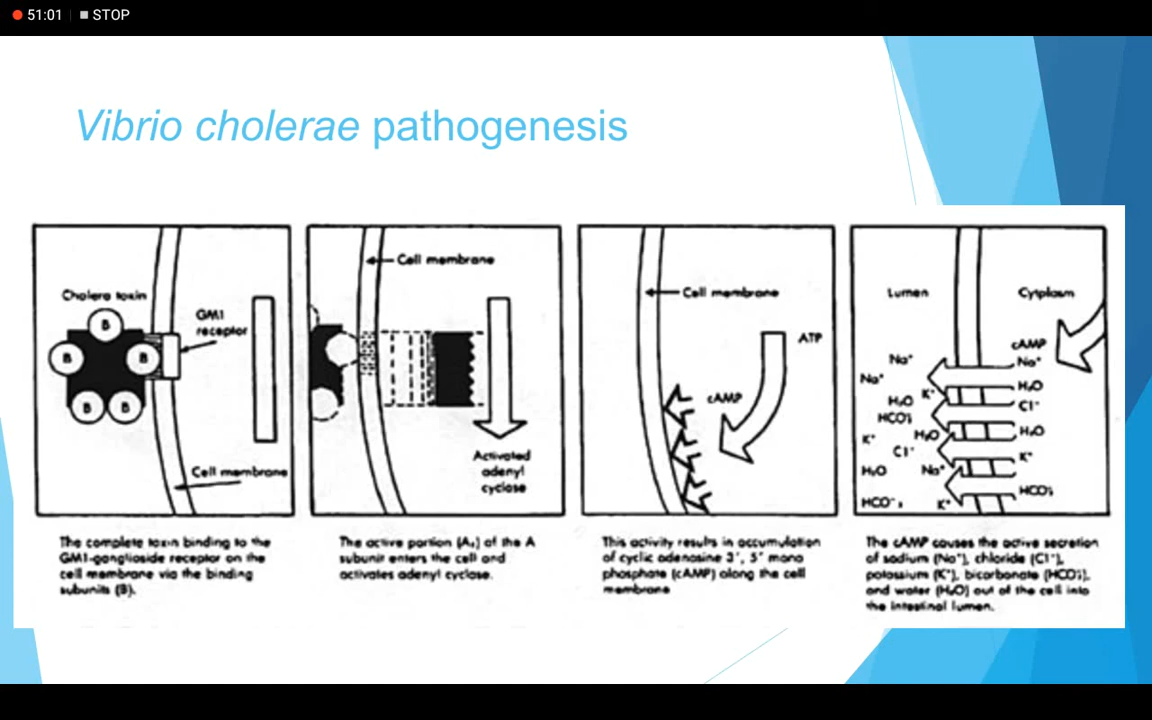 51:01 STOP
Vibrio cholerae pathogenesis
Cholera toxin
GM1
receptor
B
B
B
B
B
Cell membrane
The complete toxin binding to the
GM1-ganglioside receptor on the
cell membrane via the binding
subunits (B).
Cell membrane
Activated
adenyl
cyclase
The active portion (A₁) of the A
subunit enters the cell and
activates adenyl cyclase.
Cell membrane
ATP
cAMP
This activity results in accumulation
of cyclic adenosine 3', 5' mono
phosphate (cAMP) along the cell
membrane
Lumen
Cytplasm
cAMP
Na⁺
Na⁺
Na⁺
K⁺
H₂O
H₂O
Cl⁻
HCO₃⁻
K⁺
H₂O
H₂O
Cl⁻
K⁺
H₂O
Na⁺
HCO₃⁻
HCO⁻₃
K⁺
The cAMP causes the active secretion
of sodium (Na⁺), chloride (Cl⁻),
potassium (K⁺), bicarbonate (HCO₃⁻),
and water (H₂O) out of the cell into
the intestinal lumen.